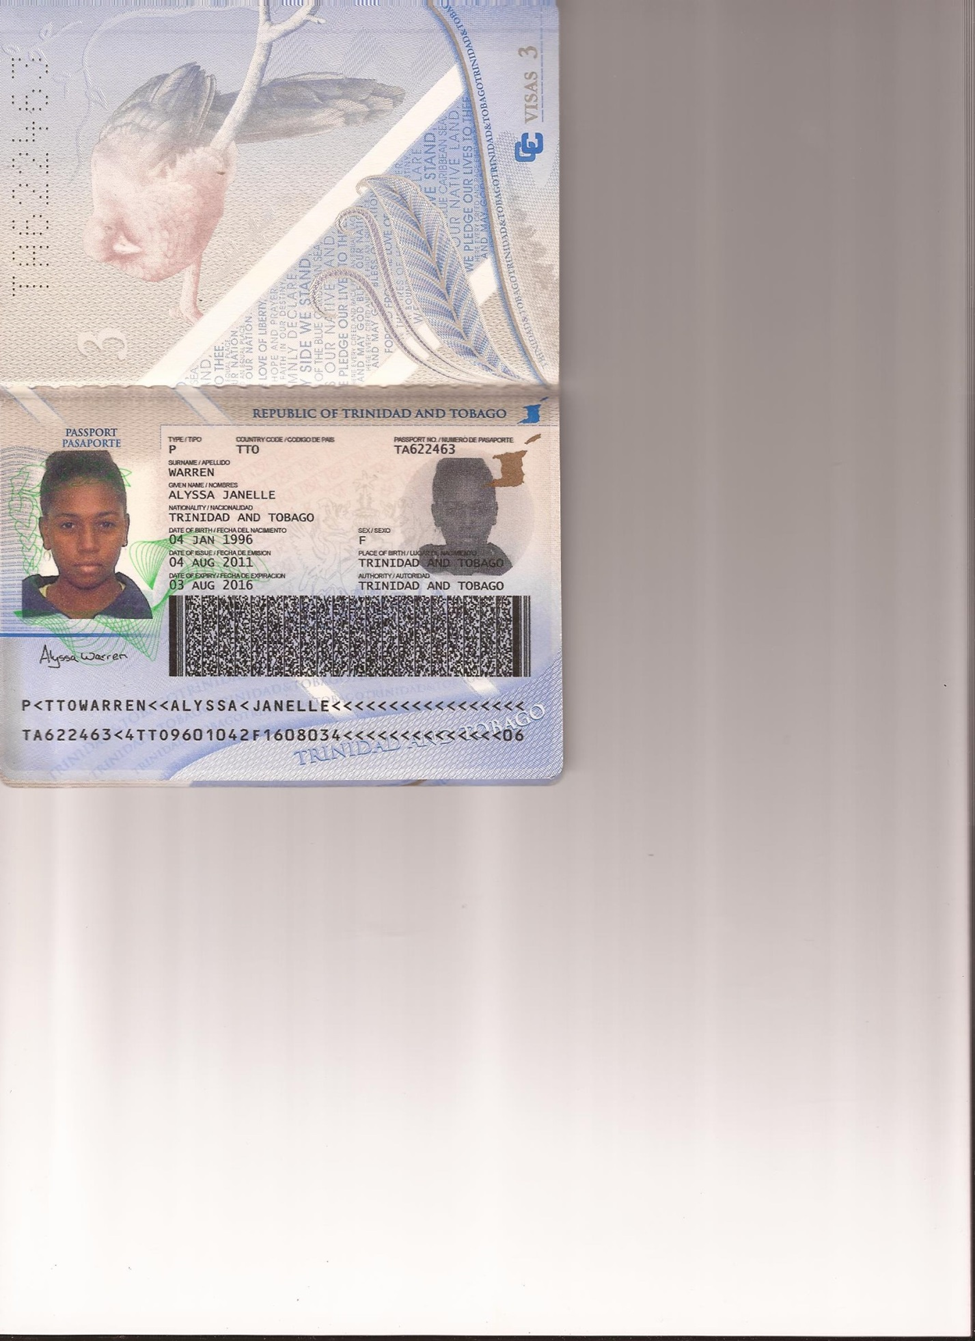 VISAS 3
3
REPUBLIC OF TRINIDAD AND TOBAGO
PASSPORT
PASAPORTE
TYPE / TIPO COUNTRY CODE / CODIGO DE PAIS PASSPORT NO. / NUMERO DE PASAPORTE
P TTO TA622463
SURNAME / APELLIDO
WARREN
GIVEN NAME / NOMBRES
ALYSSA JANELLE
NATIONALITY / NACIONALIDAD
TRINIDAD AND TOBAGO
DATE OF BIRTH / FECHA DEL NACIMIENTO SEX / SEXO
04 JAN 1996 F
DATE OF ISSUE / FECHA DE EMISION PLACE OF BIRTH / LUGAR DE NACIMIENTO
04 AUG 2011 TRINIDAD AND TOBAGO
DATE OF EXPIRY / FECHA DE EXPIRACION AUTHORITY / AUTORIDAD
03 AUG 2016 TRINIDAD AND TOBAGO
Alyssa Warren
P<TTOWARREN<<ALYSSA<JANELLE<<<<<<<<<<<<<<<<<
TA622463<4TTO9601042F1608034<<<<<<<<<<<<<<06
TRINIDAD AND TOBAGO